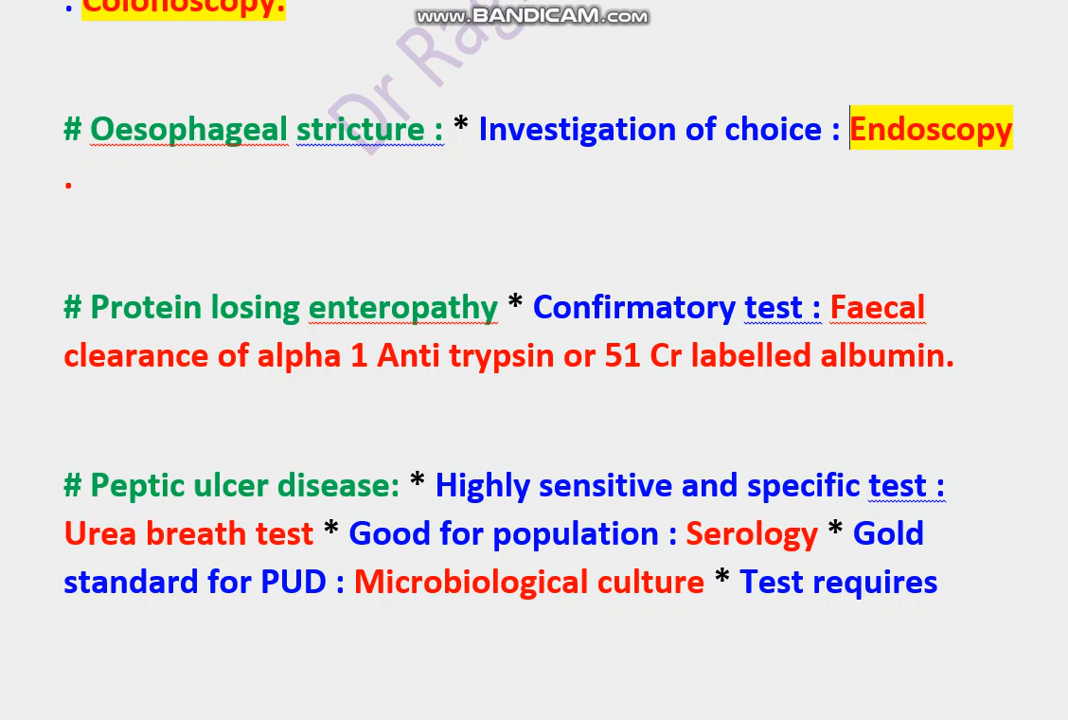 : Colonoscopy.
www.BANDICAM.com
Dr Rag
# Oesophageal stricture : * Investigation of choice : Endoscopy
.
# Protein losing enteropathy * Confirmatory test : Faecal
clearance of alpha 1 Anti trypsin or 51 Cr labelled albumin.
# Peptic ulcer disease: * Highly sensitive and specific test :
Urea breath test * Good for population : Serology * Gold
standard for PUD : Microbiological culture * Test requires